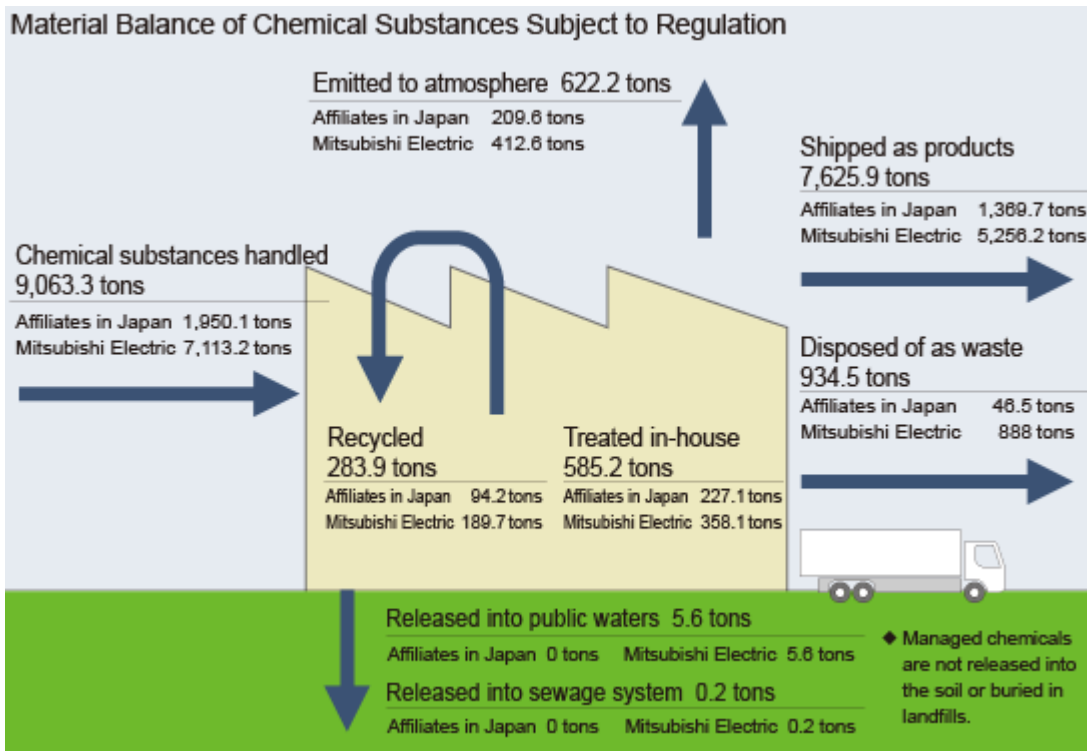 Material Balance of Chemical Substances Subject to Regulation
Emitted to atmosphere 622.2 tons
Affiliates in Japan 209.6 tons
Mitsubishi Electric 412.6 tons
Shipped as products
7,625.9 tons
Affiliates in Japan 1,369.7 tons
Mitsubishi Electric 5,256.2 tons
Chemical substances handled
9,063.3 tons
Affiliates in Japan 1,950.1 tons
Mitsubishi Electric 7,113.2 tons
Disposed of as waste
934.5 tons
Affiliates in Japan 46.5 tons
Mitsubishi Electric 888 tons
Recycled
283.9 tons
Affiliates in Japan 94.2 tons
Mitsubishi Electric 189.7 tons
Treated in-house
585.2 tons
Affiliates in Japan 227.1 tons
Mitsubishi Electric 358.1 tons
Released into public waters 5.6 tons
Affiliates in Japan 0 tons Mitsubishi Electric 5.6 tons
Released into sewage system 0.2 tons
Affiliates in Japan 0 tons Mitsubishi Electric 0.2 tons
◆ Managed chemicals
are not released into
the soil or buried in
landfills.